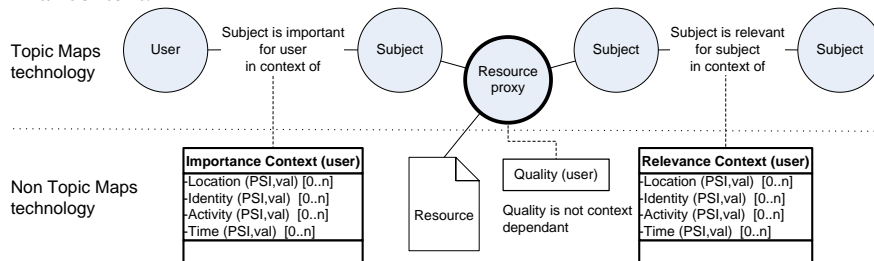 Topic Maps
technology
User
Subject is important
for user
in context of
Subject
Resource
proxy
Subject
Subject is relevant
for subject
in context of
Subject
Non Topic Maps
technology
Importance Context (user)
-Location (PSI,val) [0..n]
-Identity (PSI,val) [0..n]
-Activity (PSI,val) [0..n]
-Time (PSI,val) [0..n]
Resource
Quality (user)
Quality is not context
dependant
Relevance Context (user)
-Location (PSI,val) [0..n]
-Identity (PSI,val) [0..n]
-Activity (PSI,val) [0..n]
-Time (PSI,val) [0..n]